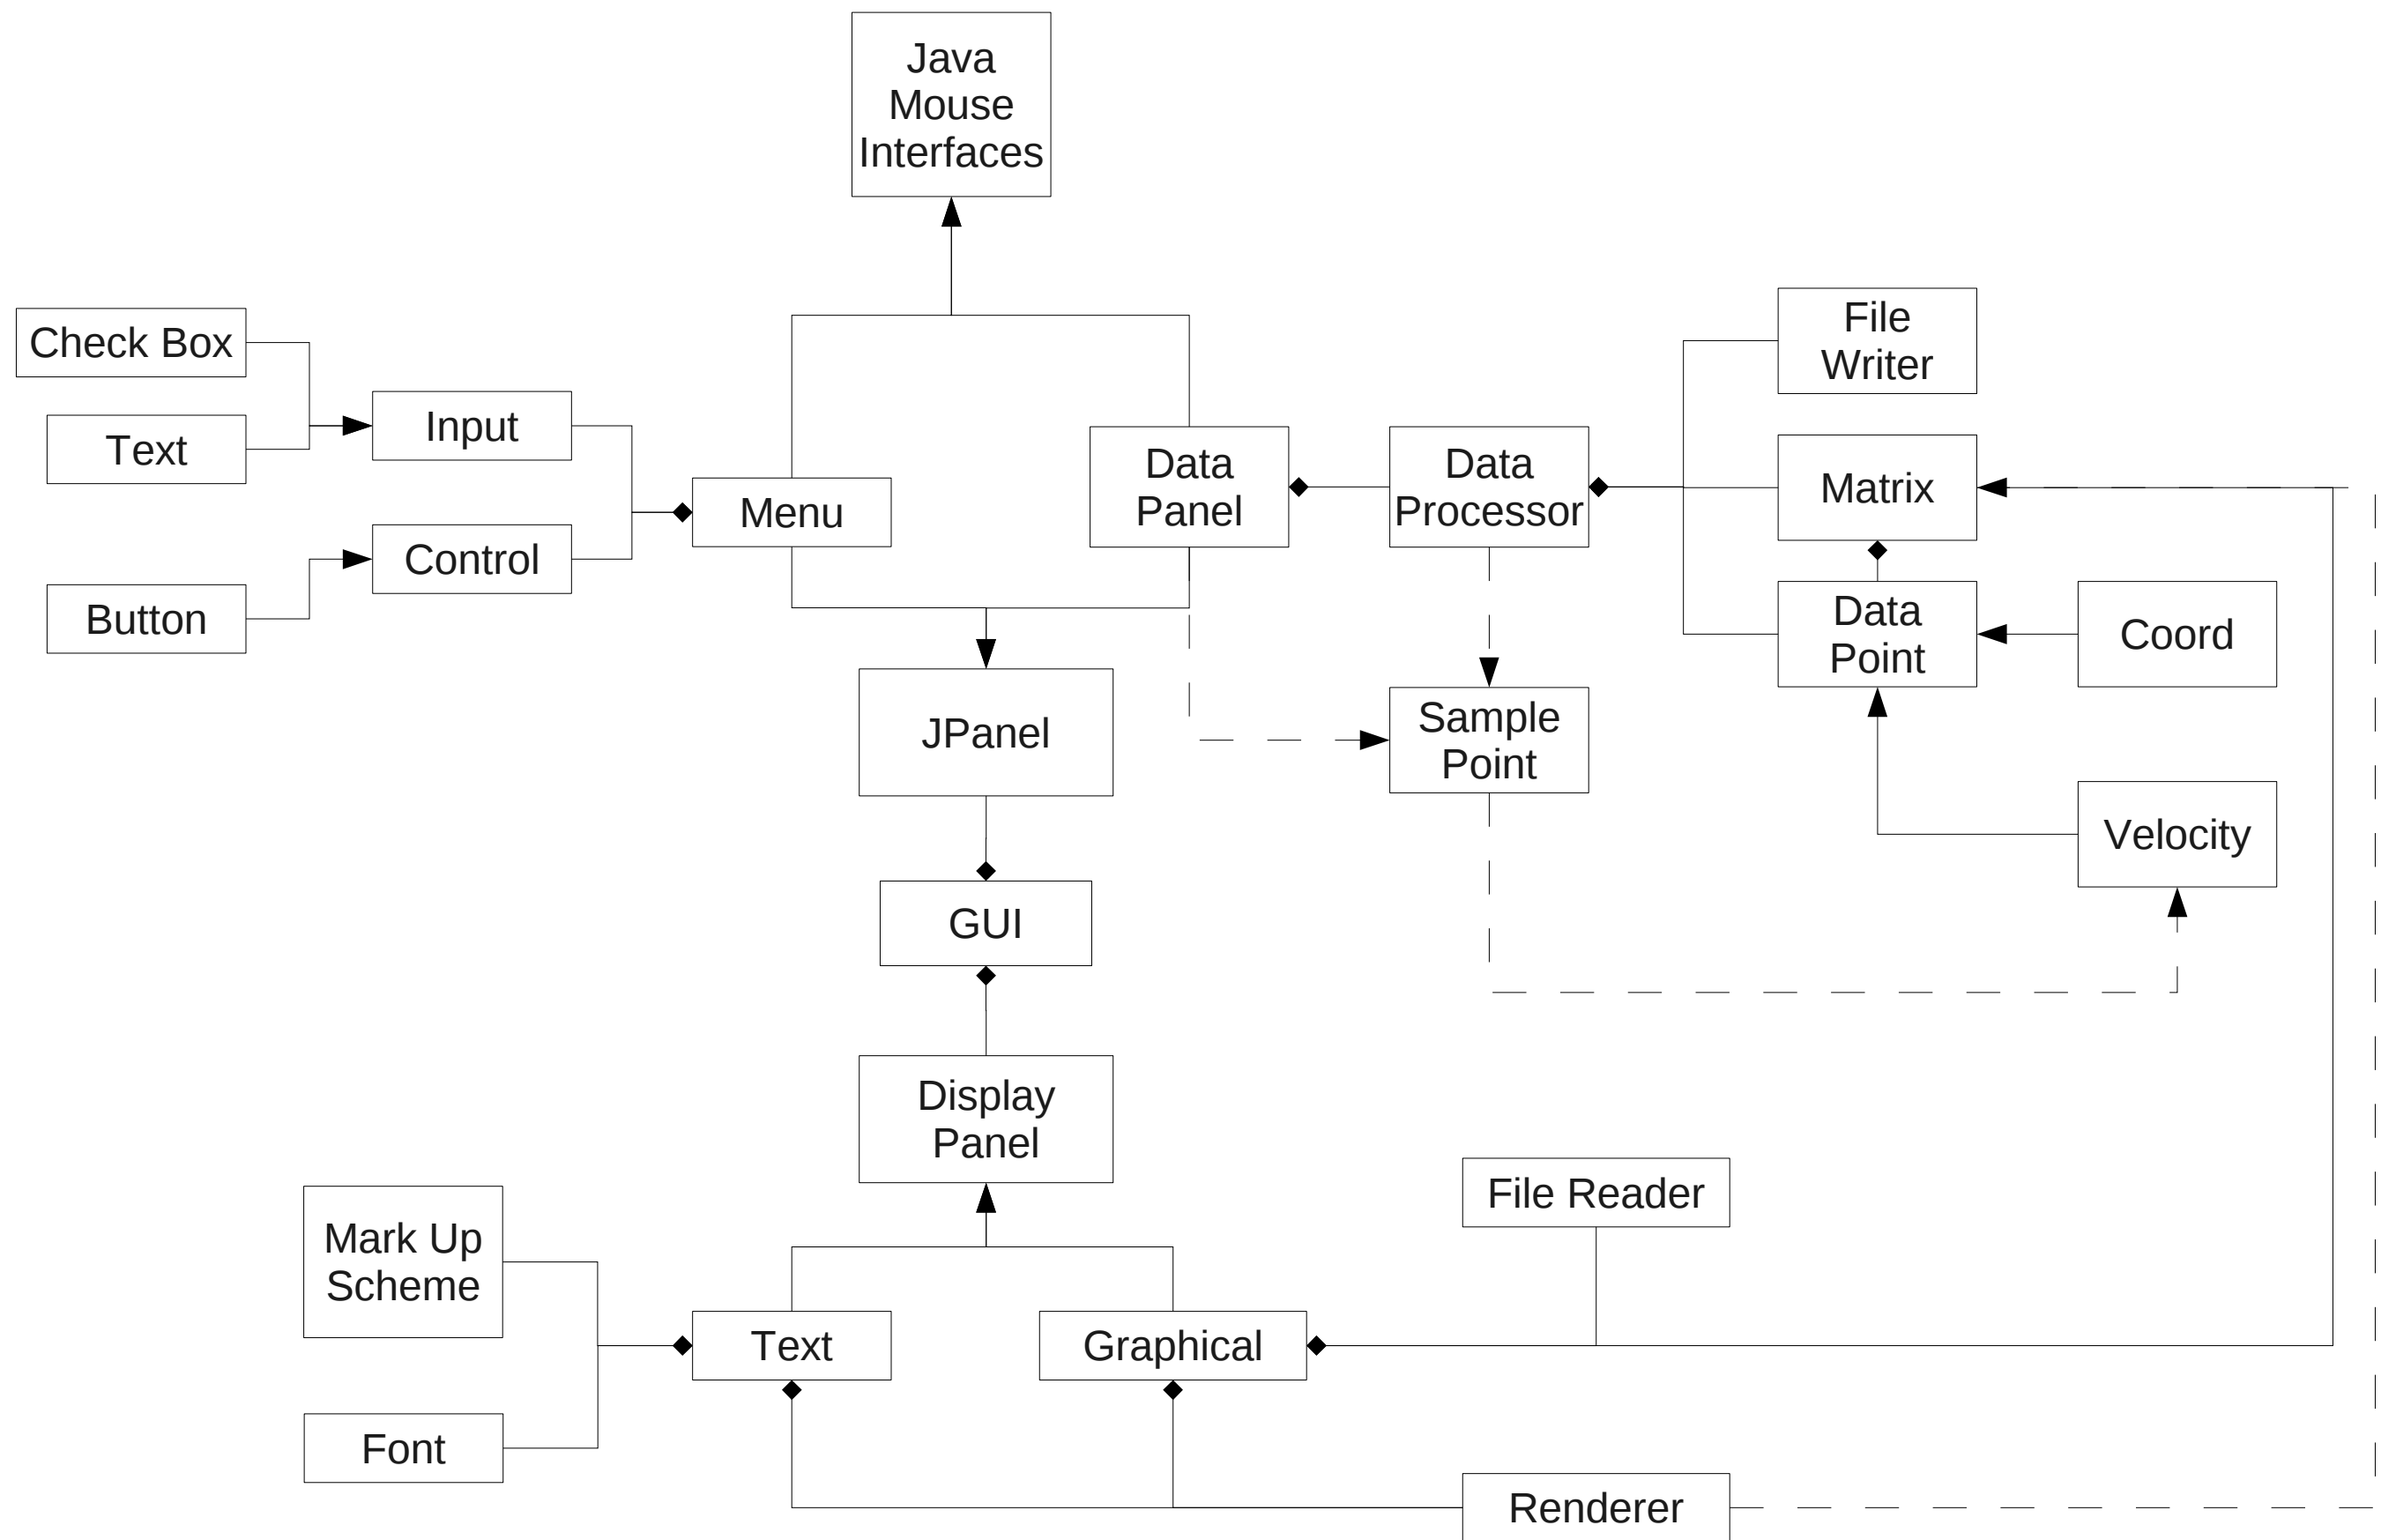 Java
Mouse
Interfaces
Check Box
Text
Button
Input
Control
Menu
Data
Panel
Data
Processor
File
Writer
Matrix
Data
Point
Coord
Velocity
Sample
Point
JPanel
GUI
Display
Panel
Mark Up
Scheme
Font
Text
Graphical
File Reader
Renderer